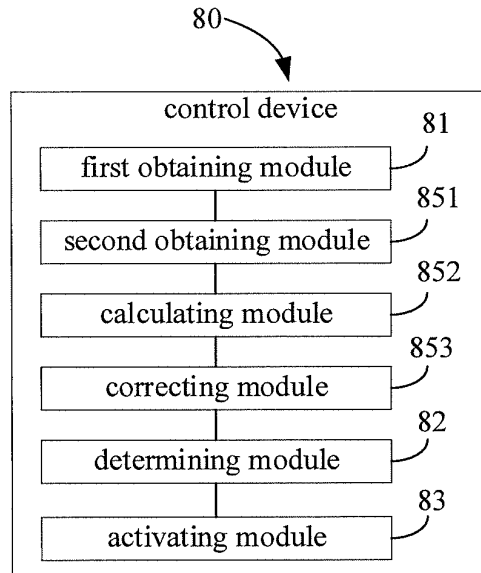 80
control device
81
first obtaining module
851
second obtaining module
852
calculating module
853
correcting module
82
determining module
83
activating module